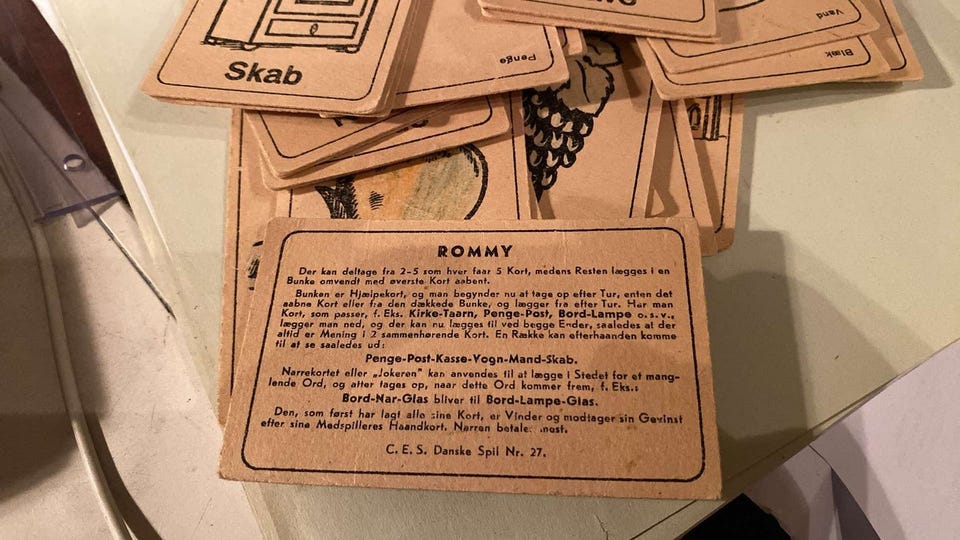 Skab
Penge
Vand
Blæk
ROMMY
Der kan deltage fra 2-5 som hver faar 5 Kort, medens Resten lægges i en
Bunke omvendt med øverste Kort aabent.
Bunken er Hjælpekort, og man begynder nu at tage op efter Tur, enten det
aabne Kort eller fra den dækkede Bunke, og lægger fra efter Tur. Har man
Kort, som passer, f. Eks. Kirke-Taarn, Penge-Post, Bord-Lampe o. s. v.,
lægger man ned, og der kan nu lægges til ved begge Ender, saaledes at der
altid er Mening i 2 sammenhørende Kort. En Række kan efterhaanden komme
til at se saaledes ud:
Penge-Post-Kasse-Vogn-Mand-Skab.
Narrekortet eller „Jokeren" kan anvendes til at lægge i Stedet for et mang-
lende Ord, og atter tages op, naar dette Ord kommer frem, f. Eks.:
Bord-Nar-Glas bliver til Bord-Lampe-Glas.
Den, som først har lagt alle sine Kort, er Vinder og modtager sin Gevinst
efter sine Medspilleres Haandkort. Narren betaler mest.
C. E. S. Danske Spil Nr. 27.